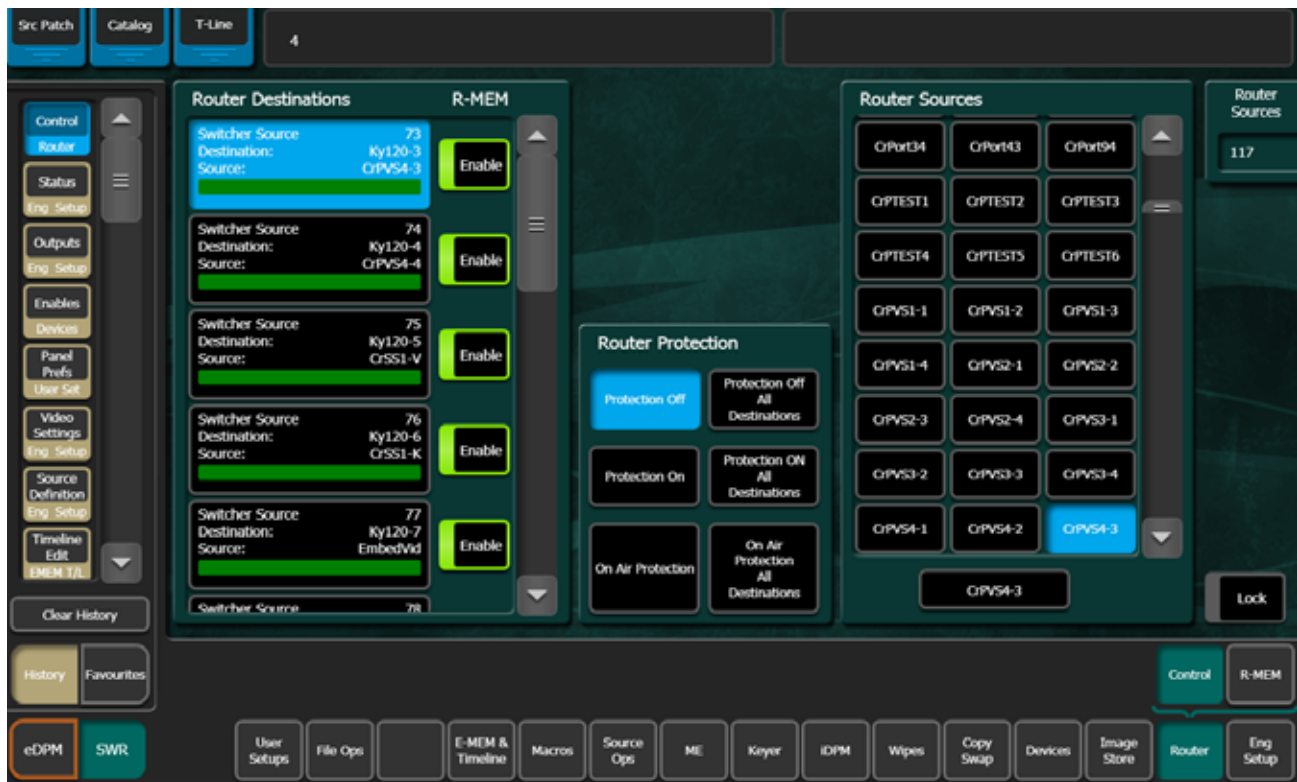 Src Patch
Catalog
T-Line
4
Control
Router
Status
Eng Setup
Outputs
Eng Setup
Enables
Devices
Panel
Prefs
User Set
Video
Settings
Eng Setup
Source
Definition
Eng Setup
Timeline
Edit
EMEM T/L
Clear History
History
Favourites
eDPM
SWR
Router Destinations R-MEM
Switcher Source 73
Destination: Ky120-3
Source: CrPVS4-3
Enable
Switcher Source 74
Destination: Ky120-4
Source: CrPVS4-4
Enable
Switcher Source 75
Destination: Ky120-5
Source: CrSS1-V
Enable
Switcher Source 76
Destination: Ky120-6
Source: CrSS1-K
Enable
Switcher Source 77
Destination: Ky120-7
Source: EmbedVid
Enable
Switcher Source 78
Router Protection
Protection Off
Protection Off
All
Destinations
Protection On
Protection ON
All
Destinations
On Air Protection
On Air
Protection
All
Destinations
Router Sources
CrPort34 CrPort43 CrPort94
CrPTEST1 CrPTEST2 CrPTEST3
CrPTEST4 CrPTEST5 CrPTEST6
CrPVS1-1 CrPVS1-2 CrPVS1-3
CrPVS1-4 CrPVS2-1 CrPVS2-2
CrPVS2-3 CrPVS2-4 CrPVS3-1
CrPVS3-2 CrPVS3-3 CrPVS3-4
CrPVS4-1 CrPVS4-2 CrPVS4-3
CrPVS4-3
Router
Sources
117
Lock
Control
R-MEM
User
Setups
File Ops
E-MEM &
Timeline
Macros
Source
Ops
ME
Keyer
iDPM
Wipes
Copy
Swap
Devices
Image
Store
Router
Eng
Setup